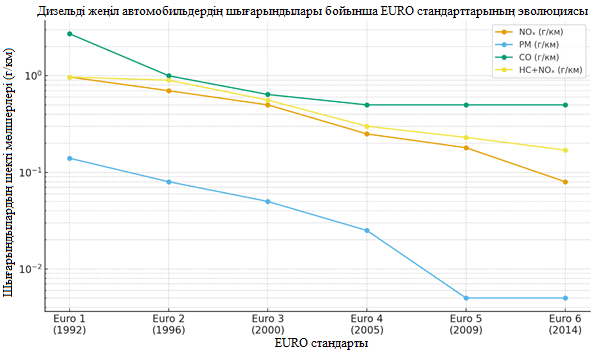 Дизельді жеңіл автомобильдердің шығарындылары бойынша EURO стандарттарының эволюциясы
Шығарындылардың шекті мөлшерлері (г/км)
10⁰
10⁻¹
10⁻²
NOₓ (г/км)
PM (г/км)
CO (г/км)
HC+NOₓ (г/км)
Euro 1
(1992)
Euro 2
(1996)
Euro 3
(2000)
Euro 4
(2005)
Euro 5
(2009)
Euro 6
(2014)
EURO стандарты